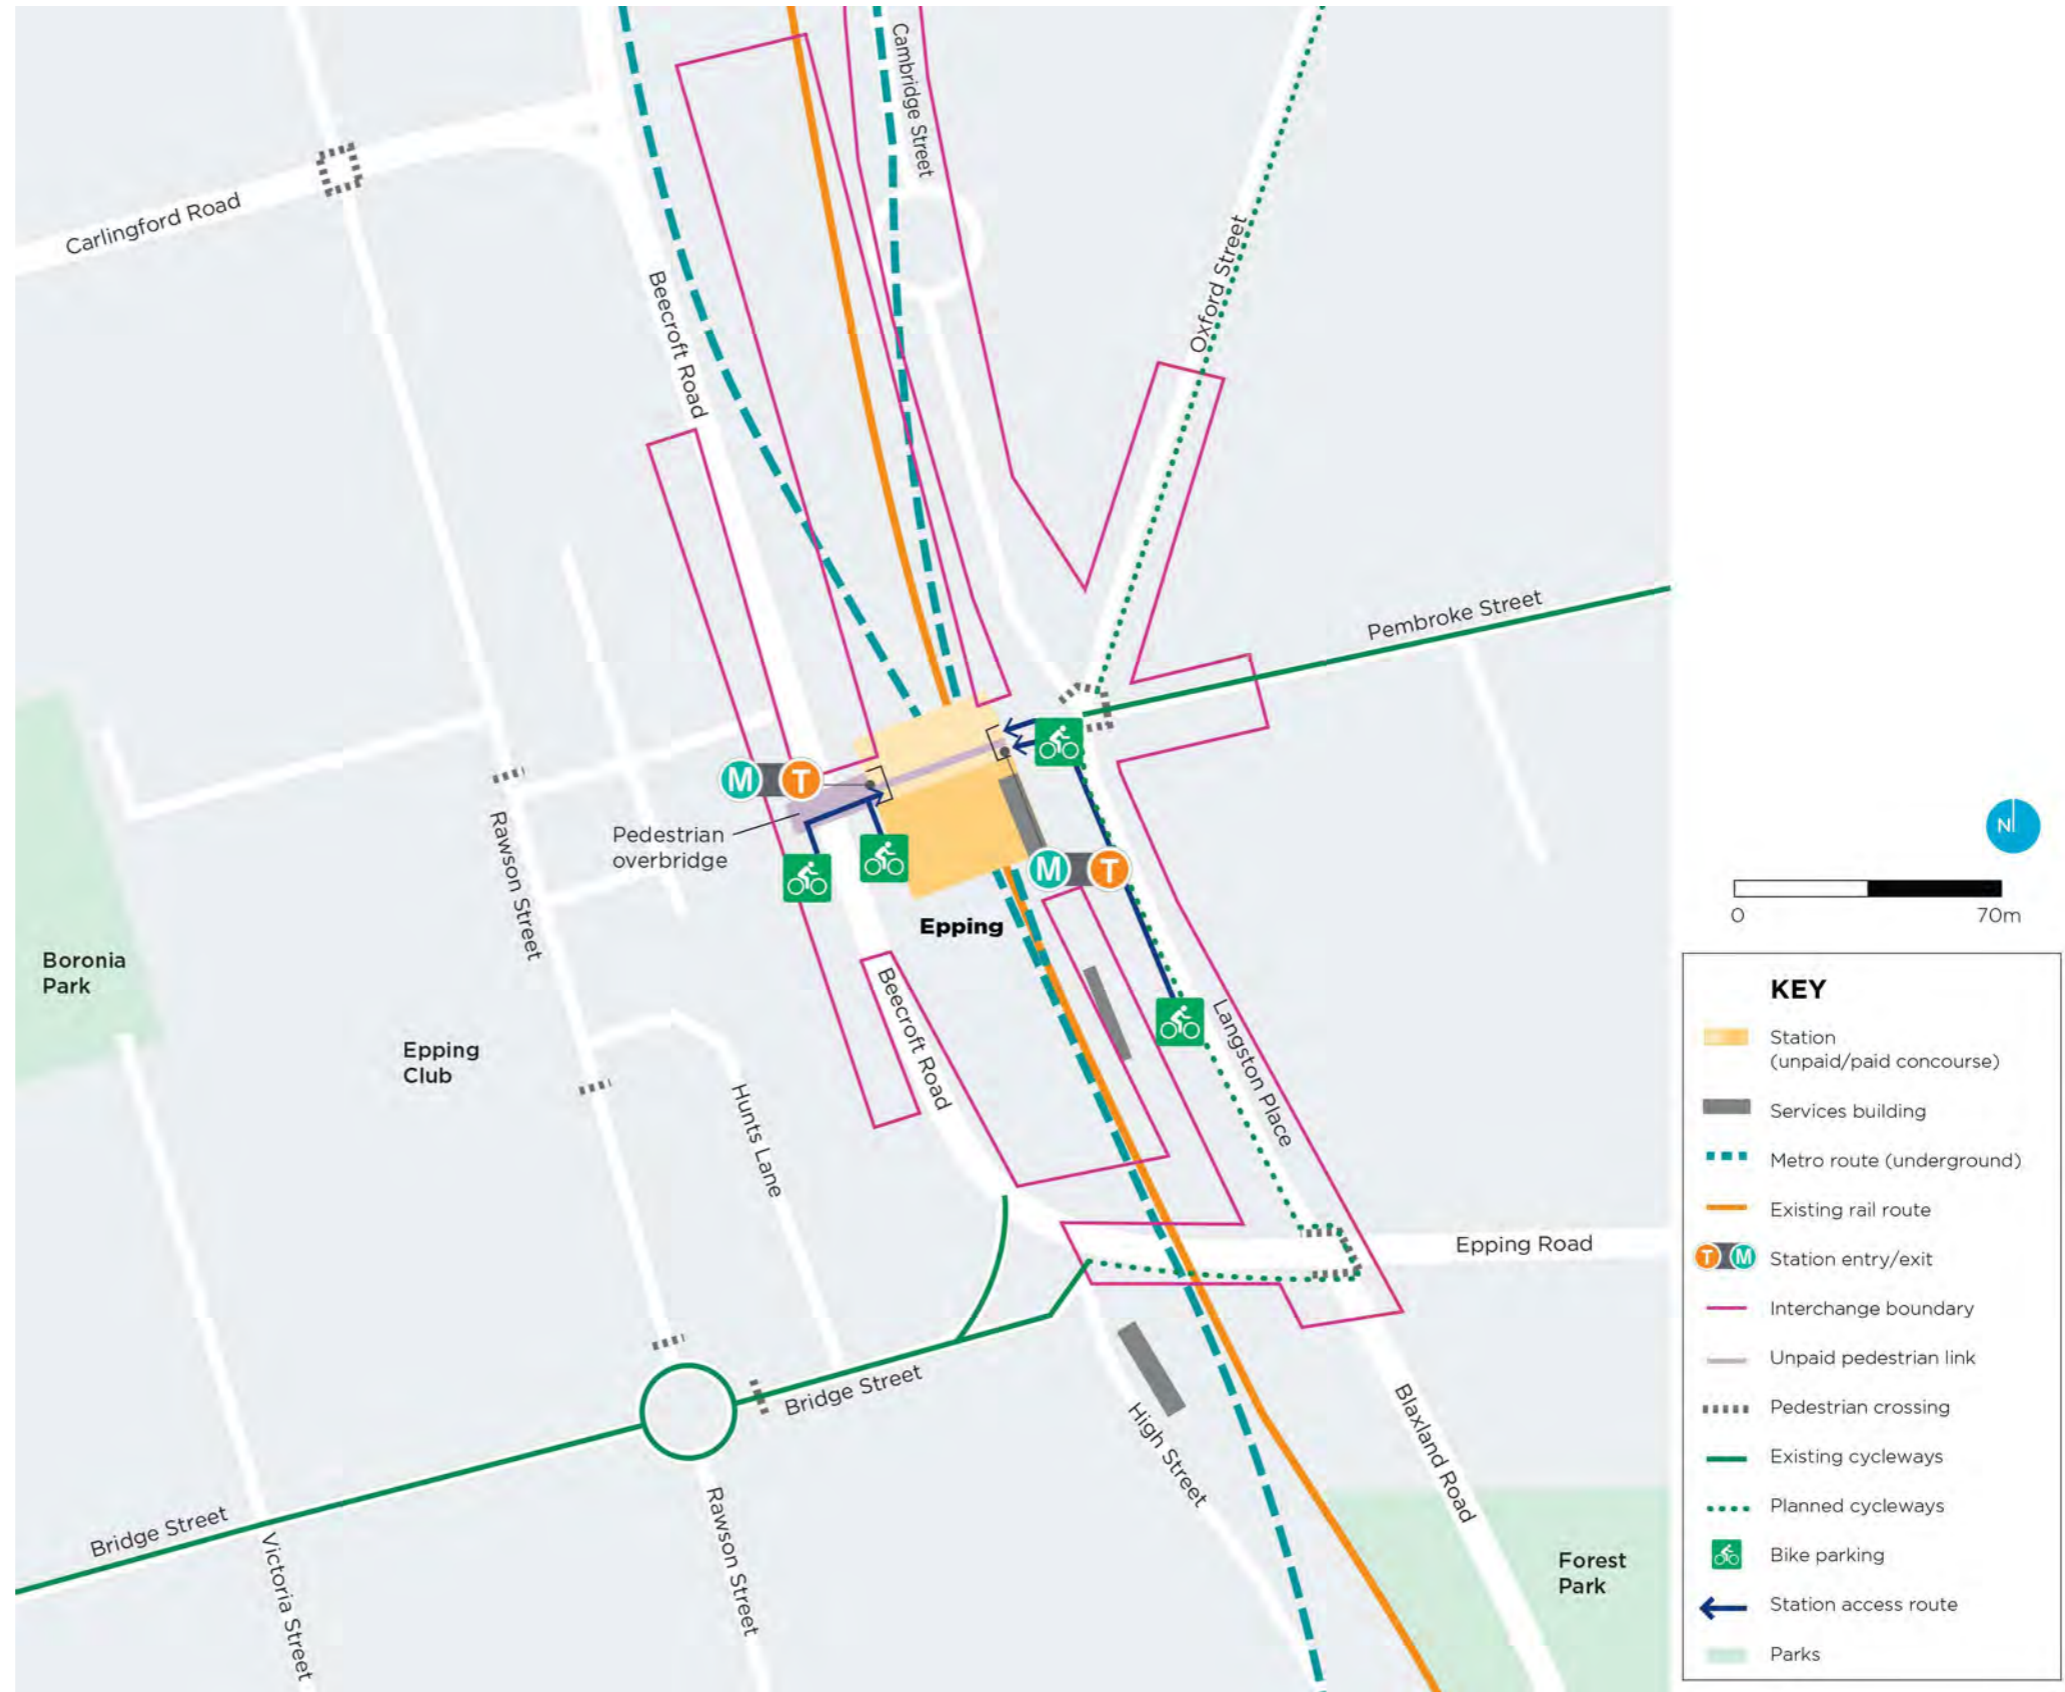 Cambridge Street
Carlingford Road
Oxford Street
Beecroft Road
Pembroke Street
M T
Pedestrian
overbridge
N
Rawson Street
M T
0 70m
Epping
Boronia
Park
Beecroft Road
Langston Place
Epping
Club
Hunts Lane
Epping Road
Bridge Street
High Street
Blaxland Road
Bridge Street
Victoria Street
Rawson Street
Forest
Park
KEY
Station
(unpaid/paid concourse)
Services building
Metro route (underground)
Existing rail route
T M Station entry/exit
Interchange boundary
Unpaid pedestrian link
Pedestrian crossing
Existing cycleways
Planned cycleways
Bike parking
Station access route
Parks